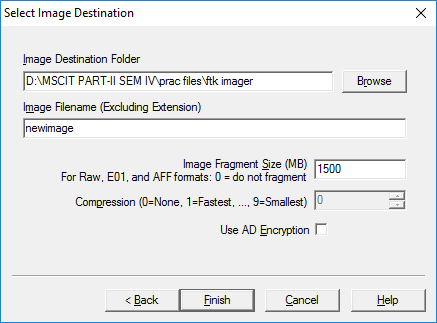 Select Image Destination
Image Destination Folder
D:\MSCIT PART-II SEM IV\prac files\ftk imager
Browse
Image Filename (Excluding Extension)
newimage
Image Fragment Size (MB)
1500
For Raw, E01, and AFF formats: 0 = do not fragment
Compression (0=None, 1=Fastest, ..., 9=Smallest)
0
Use AD Encryption
< Back
Finish
Cancel
Help